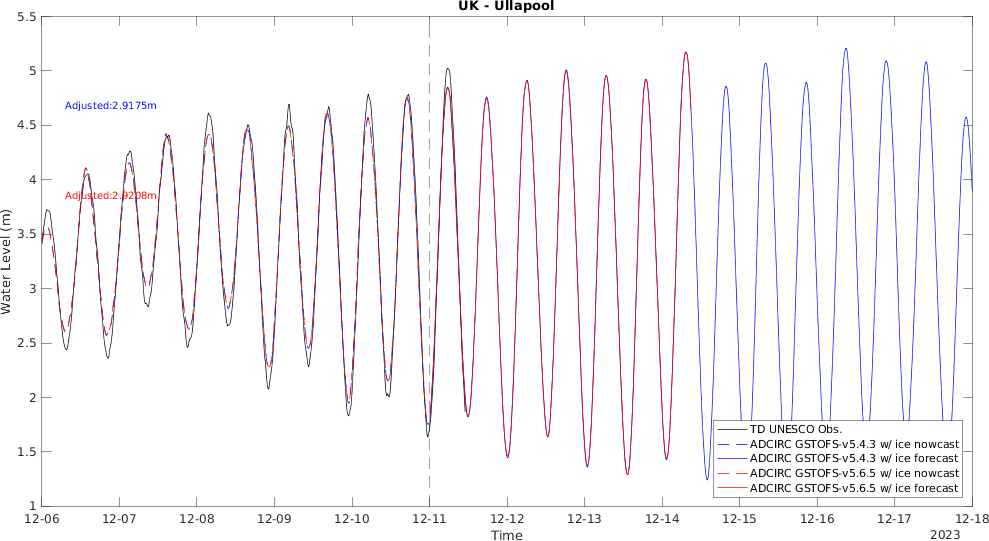 UK - Ullapool
5.5
5
4.5
4
3.5
3
2.5
2
1.5
1
Water Level (m)
Adjusted:2.9175m
Adjusted:2.9208m
TD UNESCO Obs.
ADCIRC GSTOFS-v5.4.3 w/ ice nowcast
ADCIRC GSTOFS-v5.4.3 w/ ice forecast
ADCIRC GSTOFS-v5.6.5 w/ ice nowcast
ADCIRC GSTOFS-v5.6.5 w/ ice forecast
12-06 12-07 12-08 12-09 12-10 12-11 12-12 12-13 12-14 12-15 12-16 12-17 12-18
Time
2023